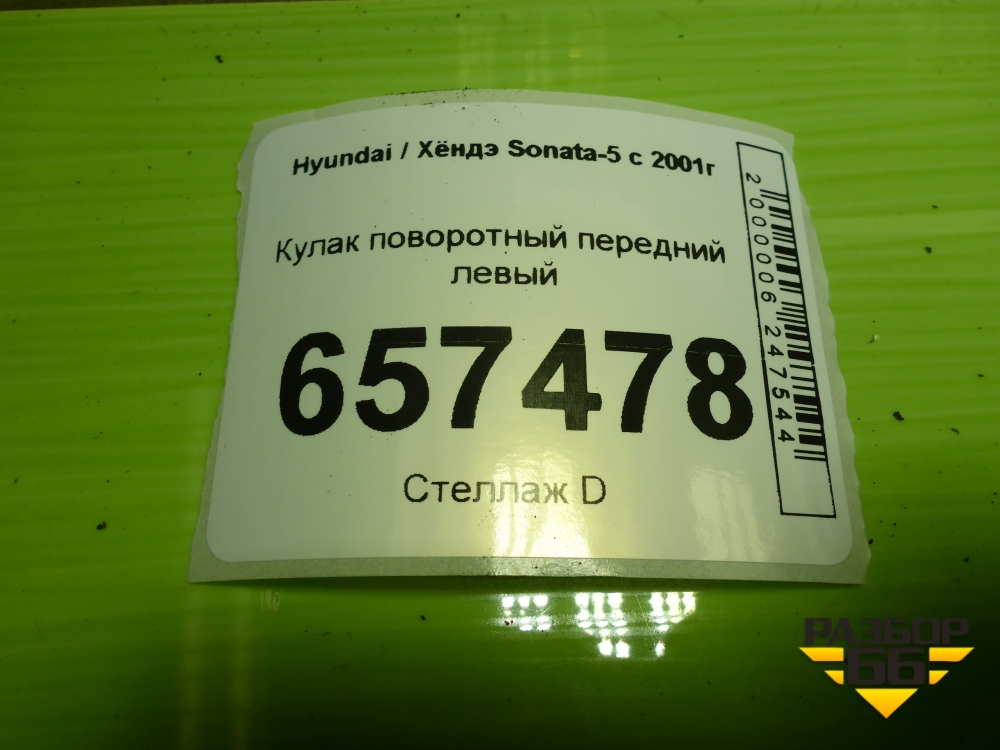 Hyundai / Хёндэ Sonata-5 с 2001г
Кулак поворотный передний
левый
657478
Стеллаж D
2000006247544
РАЗБОР
66